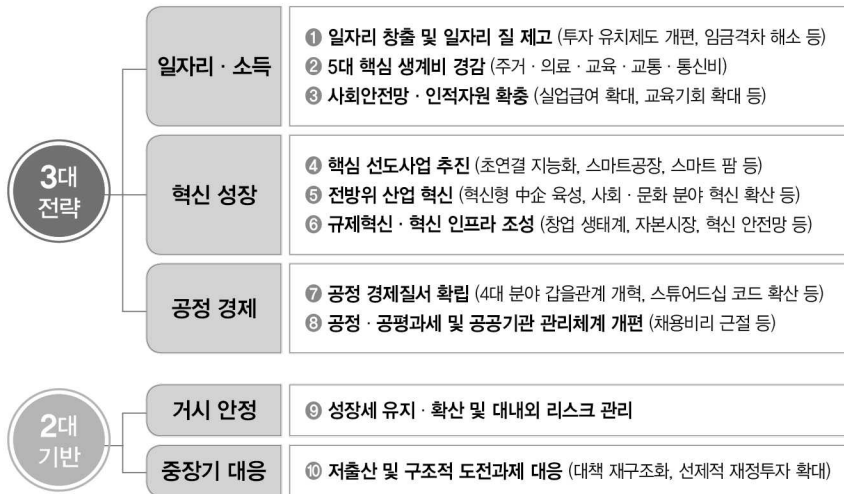 3대
전략
일자리 · 소득
❶ 일자리 창출 및 일자리 질 제고 (투자 유치제도 개편, 임금격차 해소 등)
❷ 5대 핵심 생계비 경감 (주거 · 의료 · 교육 · 교통 · 통신비)
❸ 사회안전망 · 인적자원 확충 (실업급여 확대, 교육기회 확대 등)
혁신 성장
❹ 핵심 선도사업 추진 (초연결 지능화, 스마트공장, 스마트 팜 등)
❺ 전방위 산업 혁신 (혁신형 中企 육성, 사회 · 문화 분야 혁신 확산 등)
❻ 규제혁신 · 혁신 인프라 조성 (창업 생태계, 자본시장, 혁신 안전망 등)
공정 경제
❼ 공정 경제질서 확립 (4대 분야 갑을관계 개혁, 스튜어드십 코드 확산 등)
❽ 공정 · 공평과세 및 공공기관 관리체계 개편 (채용비리 근절 등)
2대
기반
거시 안정
❾ 성장세 유지 · 확산 및 대내외 리스크 관리
중장기 대응
❿ 저출산 및 구조적 도전과제 대응 (대책 재구조화, 선제적 재정투자 확대)